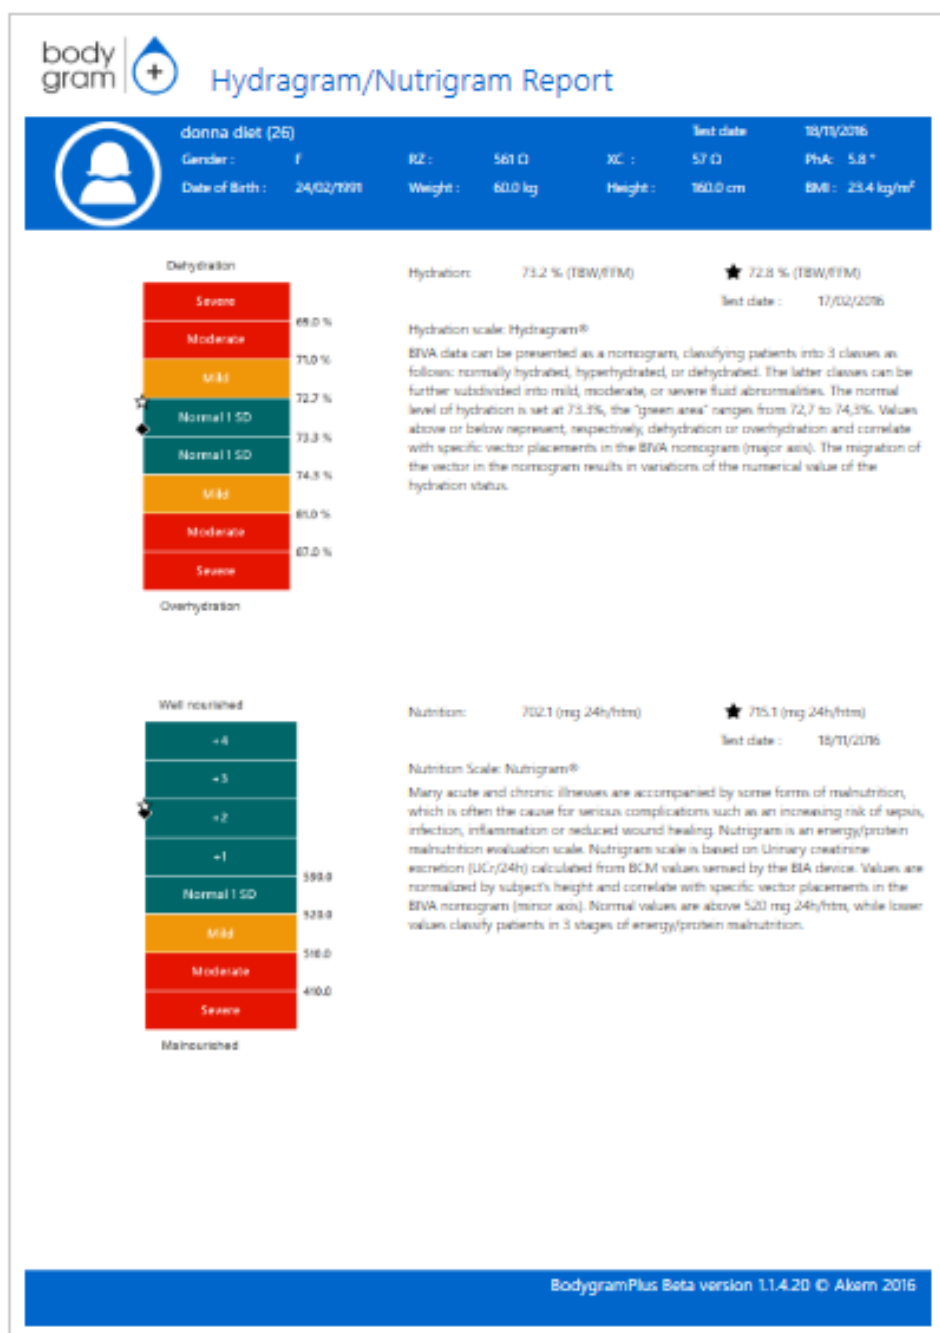 body
gram
+
Hydragram/Nutrigram Report
donna diet (26) Test date 18/11/2016
Gender : F RZ : 561 Ω XC : 57 Ω PhA: 5.8 °
Date of Birth : 24/02/1991 Weight : 60.0 kg Height : 160.0 cm BMI : 23.4 kg/m²
Dehydration
Hydration: 73.2 % (TBW/FFM) ★ 72.8 % (TBW/FFM)
Test date : 17/02/2016
Severe
69.0 %
Moderate
71.0 %
Mild
72.7 %
Normal 1 SD
73.3 %
Normal 1 SD
74.3 %
Mild
81.0 %
Moderate
87.0 %
Severe
Overhydration
Hydration scale: Hydragram®
BIVA data can be presented as a nomogram, classifying patients into 3 classes as
follows: normally hydrated, hyperhydrated, or dehydrated. The latter classes can be
further subdivided into mild, moderate, or severe fluid abnormalities. The normal
level of hydration is set at 73.3%, the "green area" ranges from 72,7 to 74,3%. Values
above or below represent, respectively, dehydration or overhydration and correlate
with specific vector placements in the BIVA nomogram (major axis). The migration of
the vector in the nomogram results in variations of the numerical value of the
hydration status.
Well nourished
Nutrition: 702.1 (mg 24h/htm) ★ 715.1 (mg 24h/htm)
Test date : 18/11/2016
+4
+3
+2
+1
590.0
Normal 1 SD
520.0
Mild
510.0
Moderate
410.0
Severe
Malnourished
Nutrition Scale: Nutrigram®
Many acute and chronic illnesses are accompanied by some forms of malnutrition,
which is often the cause for serious complications such as an increasing risk of sepsis,
infection, inflammation or reduced wound healing. Nutrigram is an energy/protein
malnutrition evaluation scale. Nutrigram scale is based on Urinary creatinine
excretion (UCr/24h) calculated from BCM values sensed by the BIA device. Values are
normalized by subject's height and correlate with specific vector placements in the
BIVA nomogram (minor axis). Normal values are above 520 mg 24h/htm, while lower
values classify patients in 3 stages of energy/protein malnutrition.
BodygramPlus Beta version 1.1.4.20 © Akern 2016